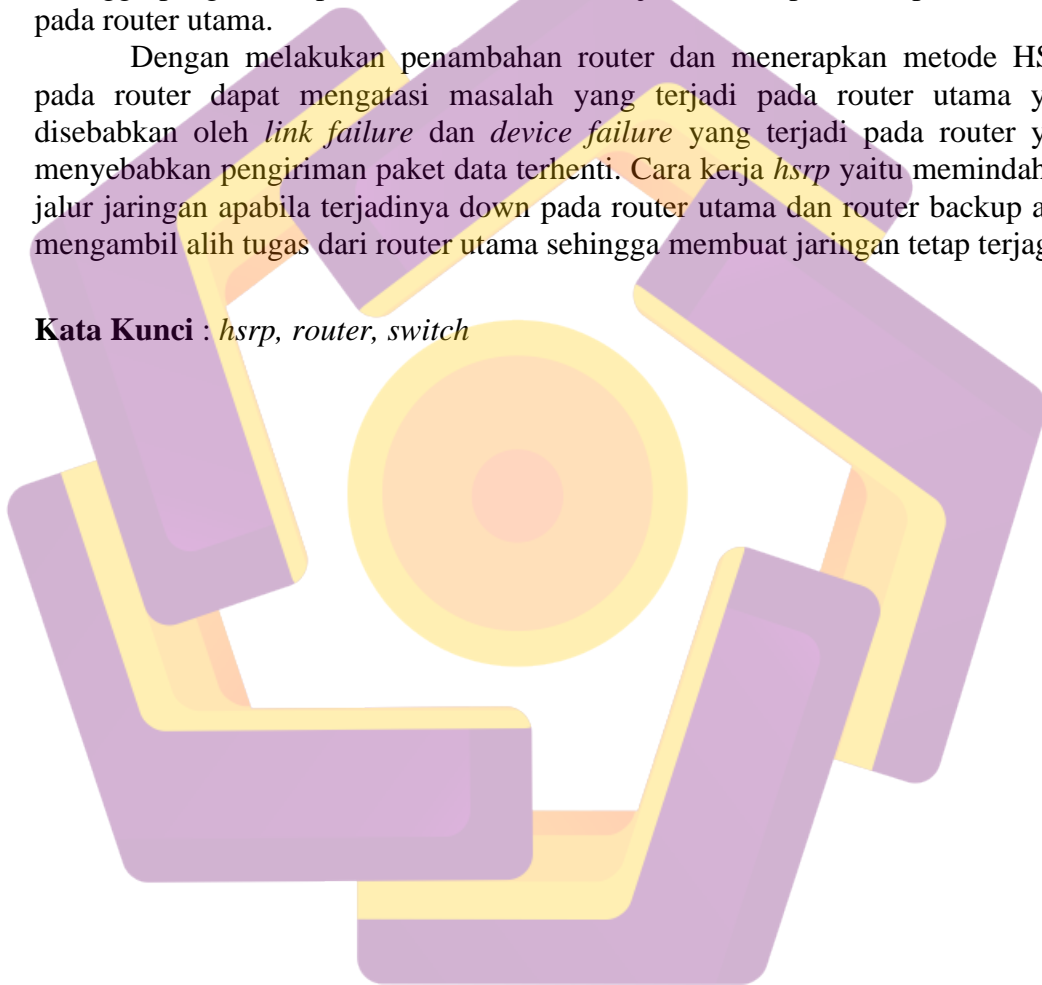 pada router utama.
Dengan melakukan penambahan router dan menerapkan metode
pada router dapat mengatasi masalah yang terjadi pada router utama
disebabkan oleh link failure dan device failure yang terjadi pada router
menyebabkan pengiriman paket data terhenti. Cara kerja hsrp yaitu
jalur jaringan apabila terjadinya down pada router utama dan router backup
mengambil alih tugas dari router utama sehingga membuat jaringan tetap
Kata Kunci : hsrp, router, switch